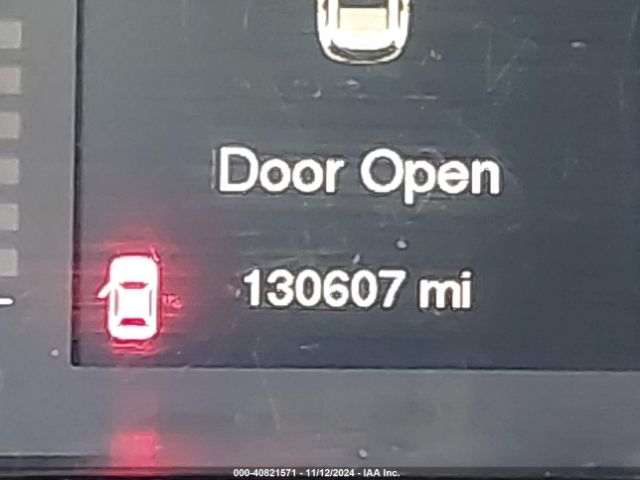 Door Open
130607 mi
000-40821571 - 11/12/2024 - IAA Inc.